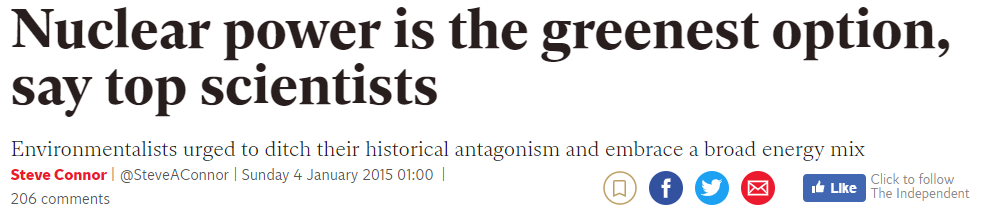 Nuclear power is the greenest option,
say top scientists
Environmentalists urged to ditch their historical antagonism and embrace a broad energy mix
Steve Connor | @SteveAConnor | Sunday 4 January 2015 01:00 |
206 comments
f
Like
Click to follow
The Independent